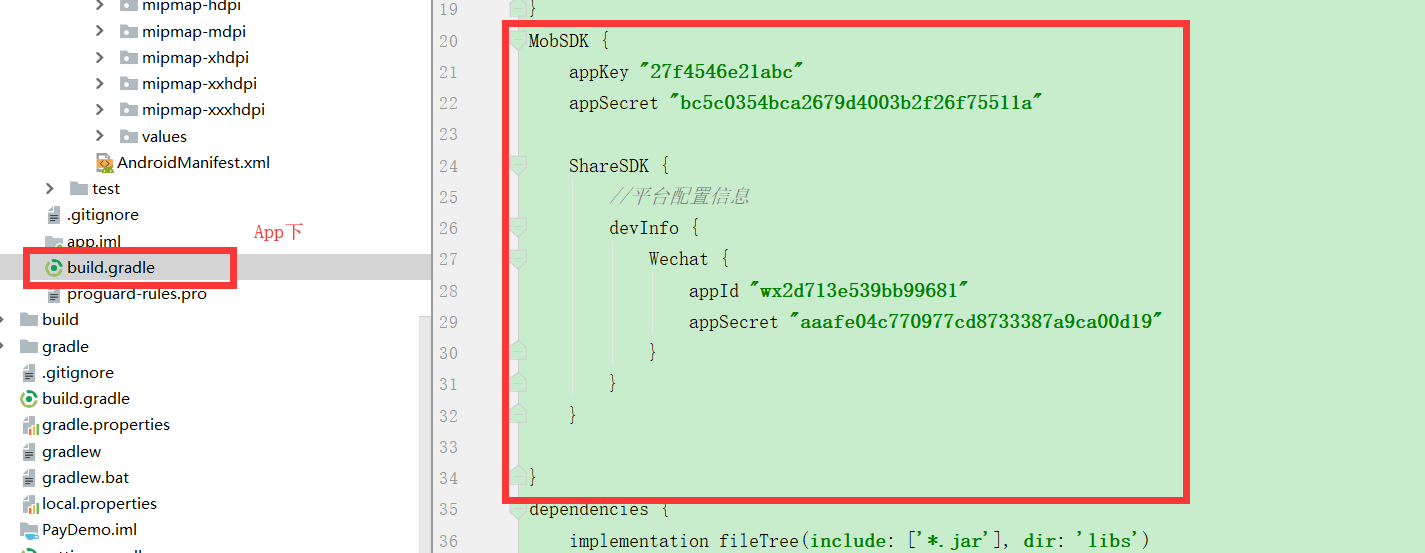 mipmap-hdpi
mipmap-mdpi
mipmap-xhdpi
mipmap-xxhdpi
mipmap-xxxhdpi
values
AndroidManifest.xml
test
.gitignore
app.iml
App下
build.gradle
proguard-rules.pro
build
gradle
.gitignore
build.gradle
gradle.properties
gradlew
gradlew.bat
local.properties
PayDemo.iml
19 }
20 MobSDK {
21 appKey "27f4546e21abc"
22 appSecret "bc5c0354bca2679d4003b2f26f75511a"
23
24 ShareSDK {
25 //平台配置信息
26 devInfo {
27 Wechat {
28 appId "wx2d713e539bb99681"
29 appSecret "aaafe04c770977cd8733387a9ca00d19"
30 }
31 }
32 }
33
34 }
35 dependencies {
36 implementation fileTree(include: ['*.jar'], dir: 'libs')